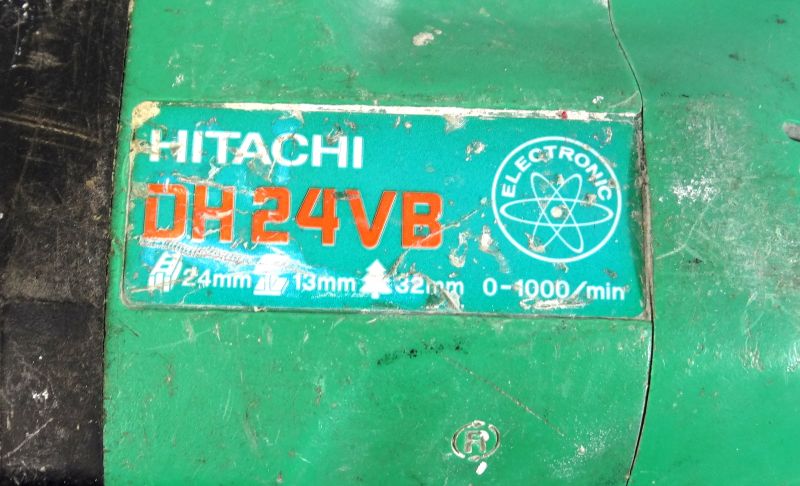 HITACHI
ELECTRONIC
DH 24VB
24mm 13mm 32mm 0-1000/min
R